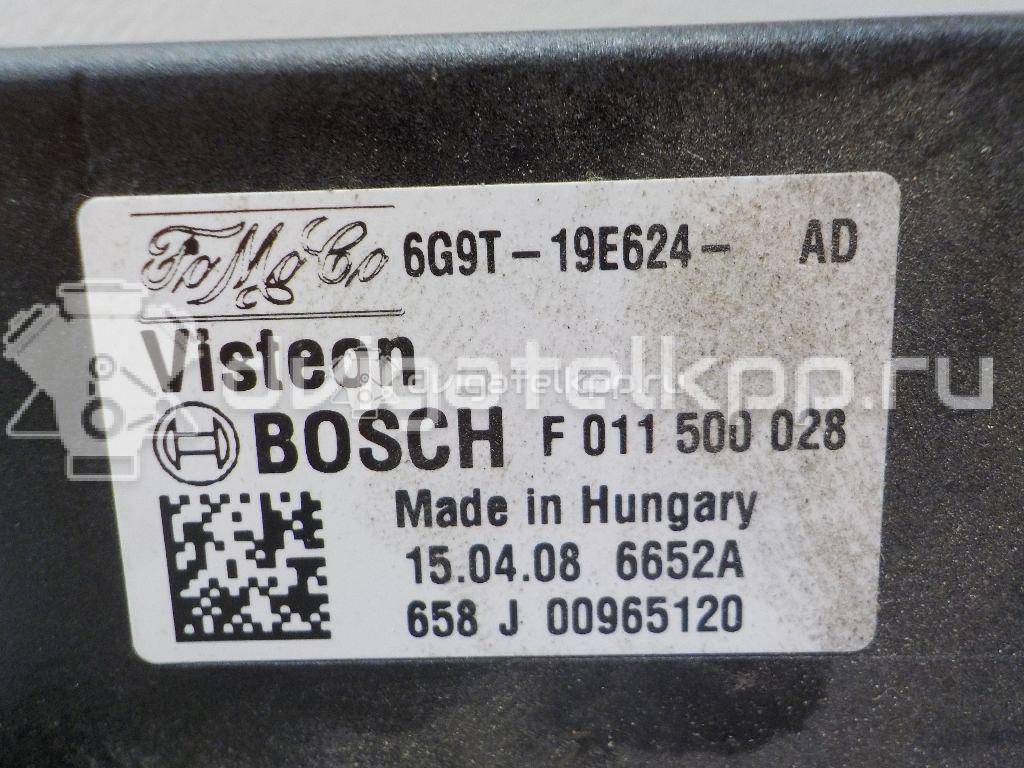 FoMoCo 6G9T - 19E624 - AD
Visteon
dvigatelkpp.ru
BOSCH F 011 500 028
Made in Hungary
15.04.08 6652A
658 J 00965120